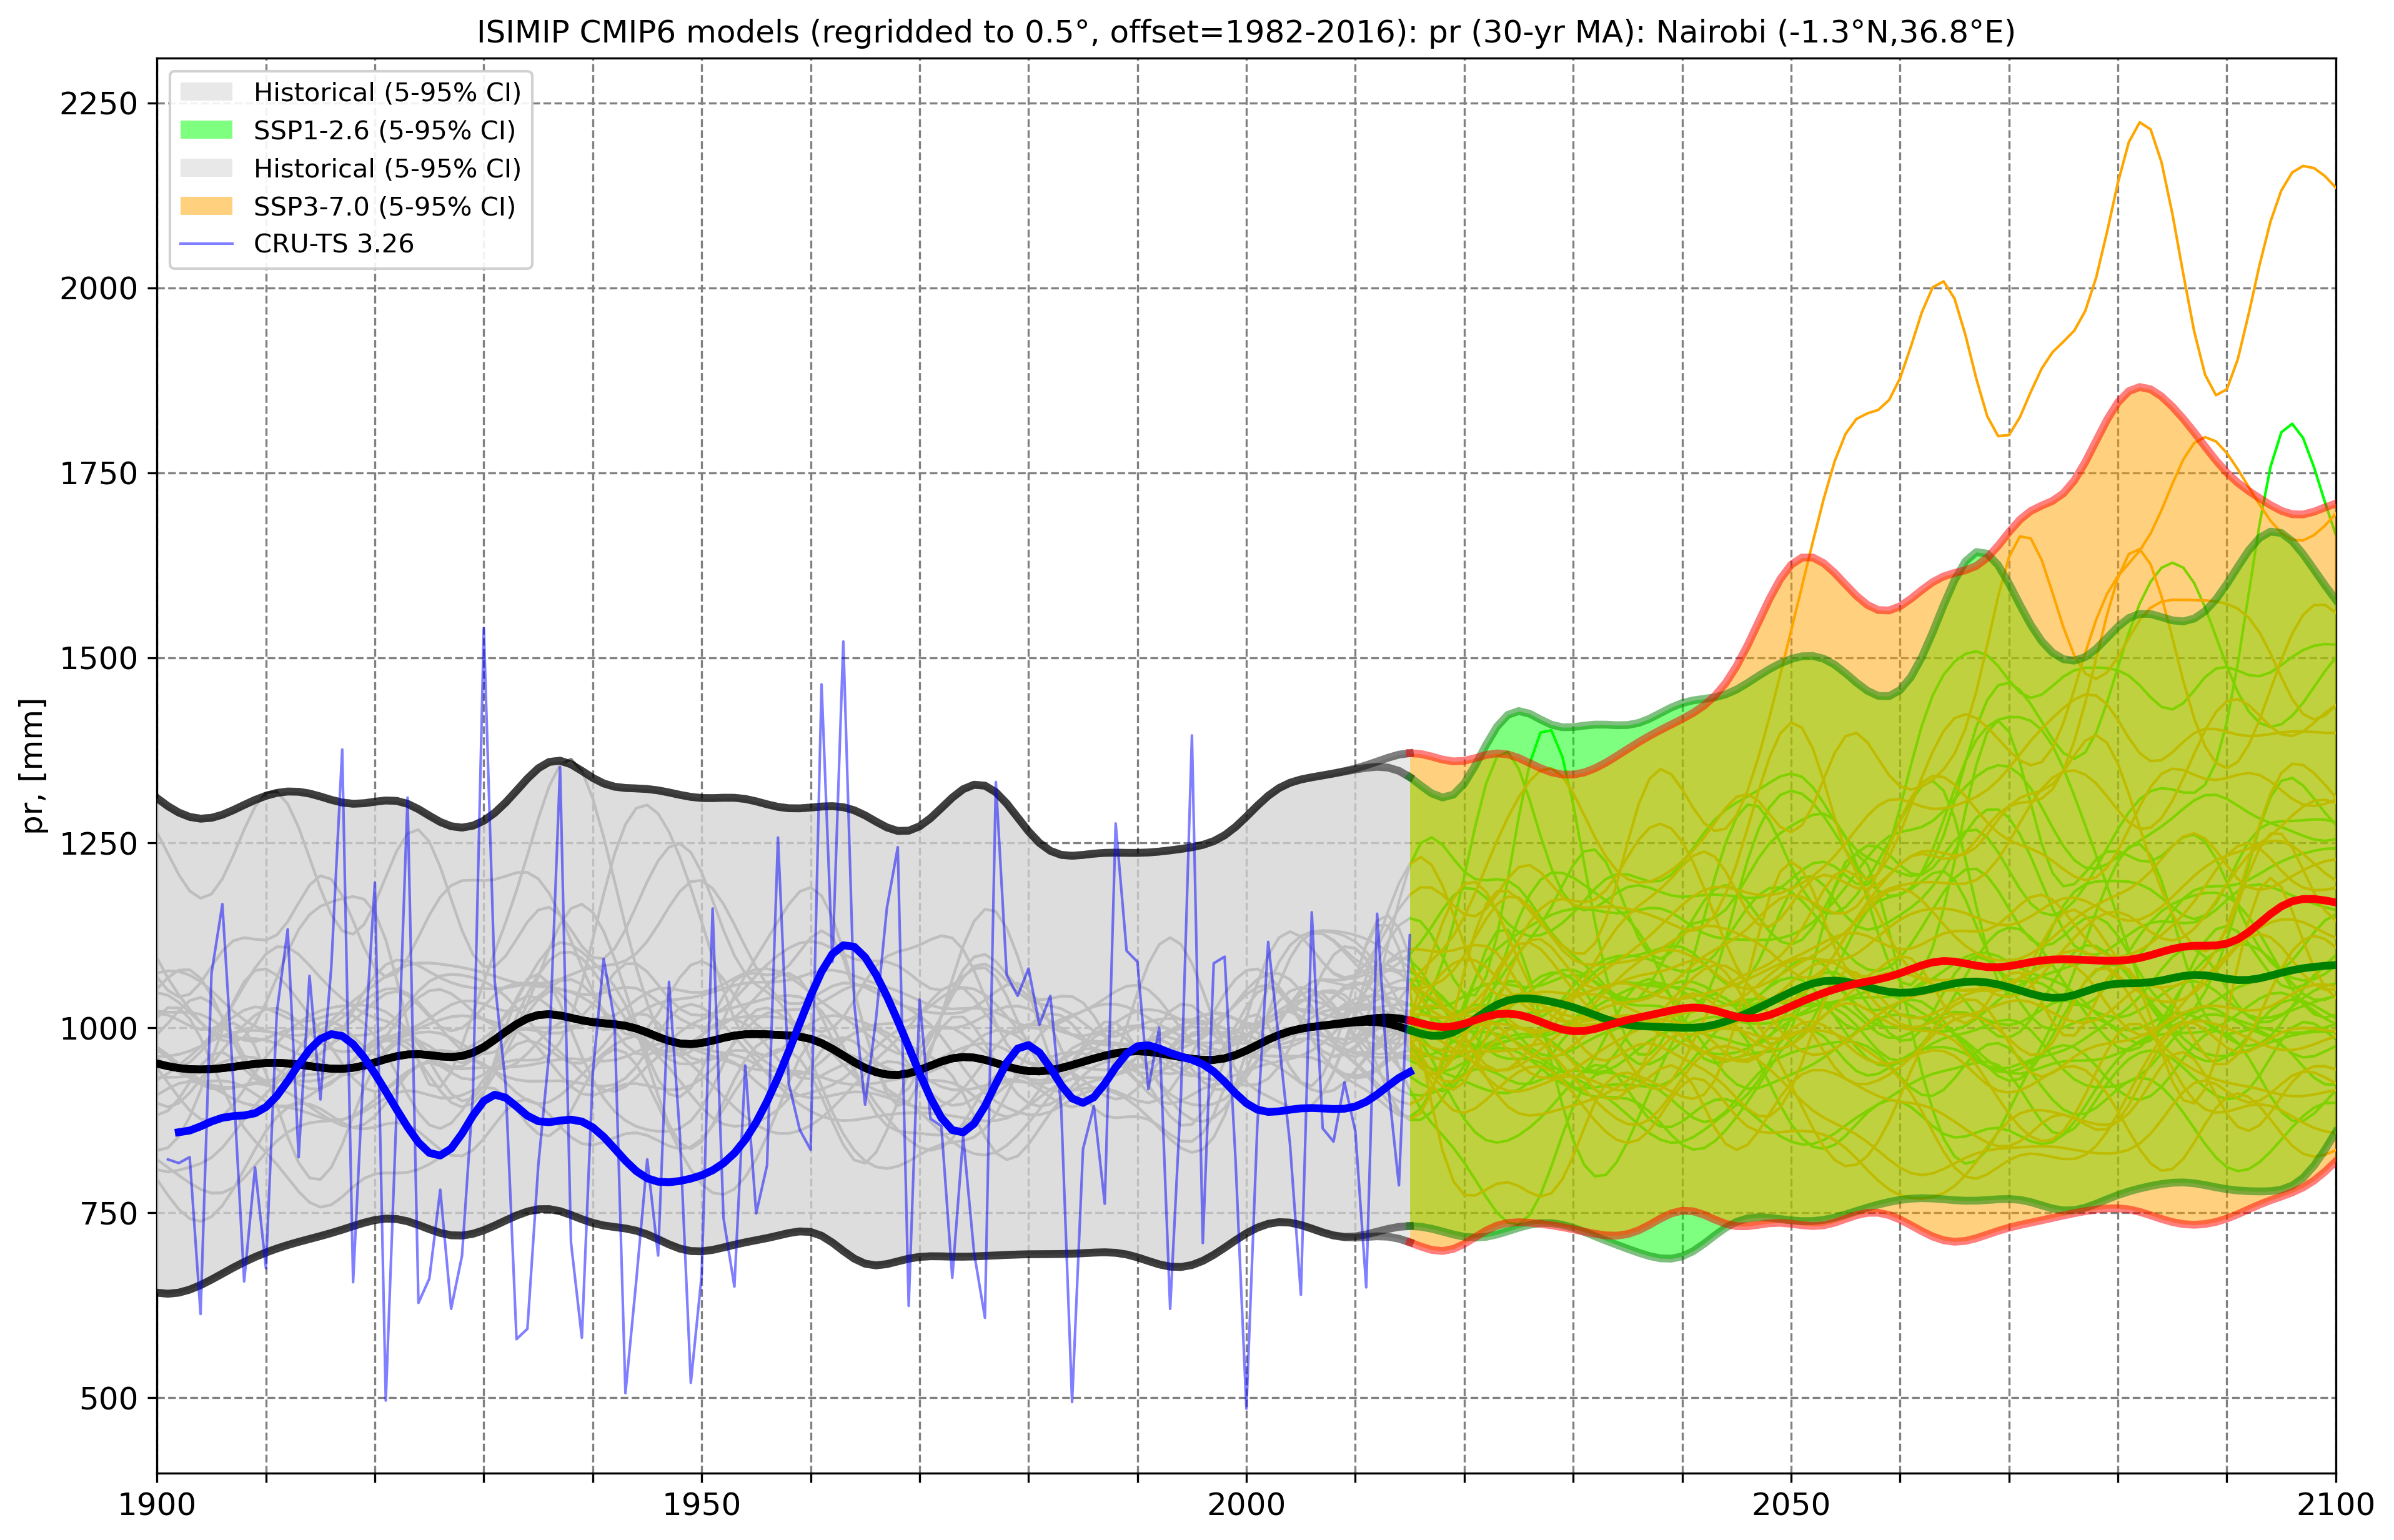 ISIMIP CMIP6 models (regridded to 0.5°, offset=1982-2016): pr (30-yr MA): Nairobi (-1.3°N,36.8°E)
Historical (5-95% CI)
SSP1-2.6 (5-95% CI)
Historical (5-95% CI)
SSP3-7.0 (5-95% CI)
CRU-TS 3.26
pr, [mm]
2250
2000
1750
1500
1250
1000
750
500
1900
1950
2000
2050
2100